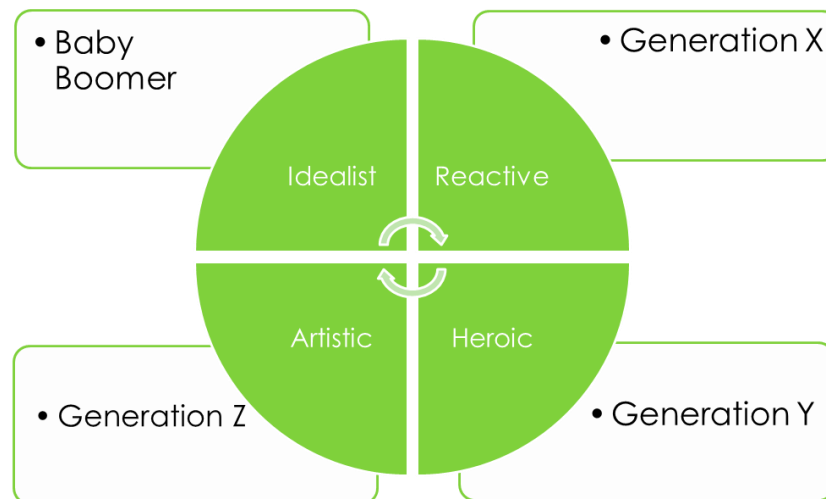 • Baby
Boomer
• Generation X
Idealist
Reactive
Artistic
Heroic
• Generation Z
• Generation Y